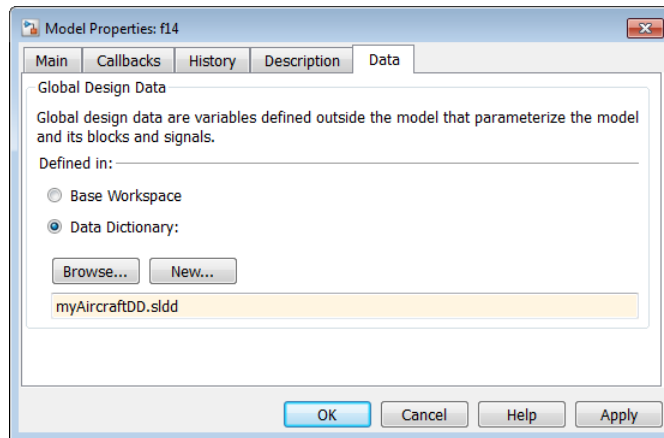 Model Properties: f14
Main Callbacks History Description Data
Global Design Data
Global design data are variables defined outside the model that parameterize the model
and its blocks and signals.
Defined in:
Base Workspace
Data Dictionary:
Browse... New...
myAircraftDD.sldd
OK Cancel Help Apply